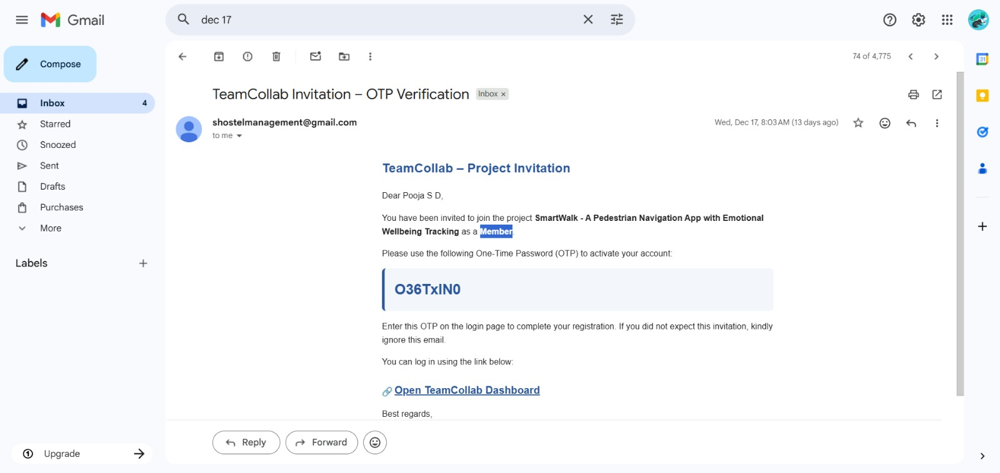 Gmail
dec 17
Compose
74 of 4,775
Inbox 4
Starred
Snoozed
Sent
Drafts
Purchases
More
Labels
Upgrade
TeamCollab Invitation – OTP Verification Inbox ×
shostelmanagement@gmail.com
Wed, Dec 17, 8:03 AM (13 days ago)
to me
TeamCollab – Project Invitation
Dear Pooja S D,
You have been invited to join the project SmartWalk - A Pedestrian Navigation App with Emotional
Wellbeing Tracking as a Member.
Please use the following One-Time Password (OTP) to activate your account:
O36TxIN0
Enter this OTP on the login page to complete your registration. If you did not expect this invitation, kindly
ignore this email.
You can log in using the link below:
Open TeamCollab Dashboard
Best regards,
Reply
Forward
31